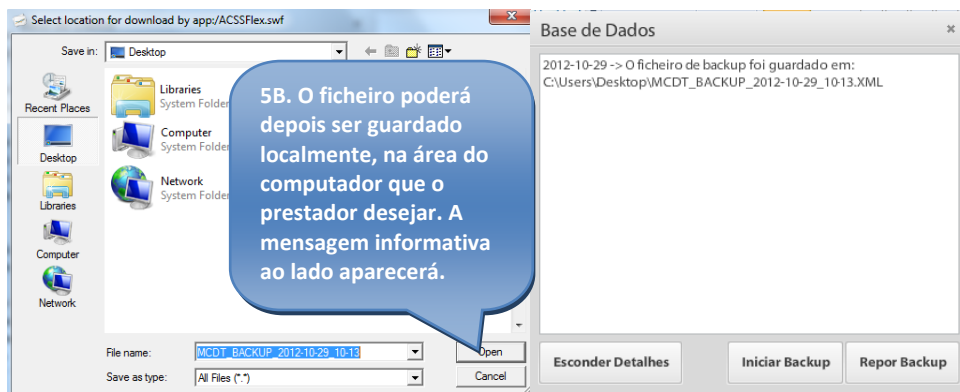 Select location for download by app:/ACSSFlex.swf
Save in:
Desktop
Recent Places
Desktop
Libraries
Computer
Network
Libraries
System Folder
Computer
System Folder
Network
System Folder
5B. O ficheiro poderá
depois ser guardado
localmente, na área do
computador que o
prestador desejar. A
mensagem informativa
ao lado aparecerá.
File name:
MCDT_BACKUP_2012-10-29_10-13
Open
Save as type:
All Files (*.*)
Cancel
Base de Dados
2012-10-29 -> O ficheiro de backup foi guardado em:
C:\Users\Desktop\MCDT_BACKUP_2012-10-29_10-13.XML
Esconder Detalhes
Iniciar Backup
Repor Backup